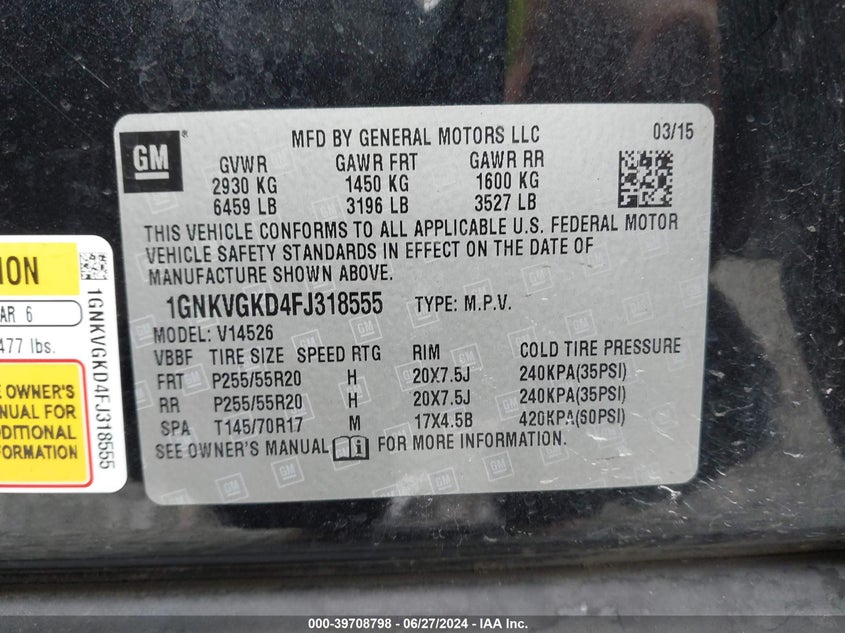 GM
MFD BY GENERAL MOTORS LLC
03/15
GVWR GAWR FRT GAWR RR
2930 KG 1450 KG 1600 KG
6459 LB 3196 LB 3527 LB
THIS VEHICLE CONFORMS TO ALL APPLICABLE U.S. FEDERAL MOTOR
VEHICLE SAFETY STANDARDS IN EFFECT ON THE DATE OF
MANUFACTURE SHOWN ABOVE.
1GNKVGKD4FJ318555 TYPE: M.P.V.
MODEL: V14526
VBBF TIRE SIZE SPEED RTG RIM COLD TIRE PRESSURE
FRT P255/55R20 H 20X7.5J 240KPA(35PSI)
RR P255/55R20 H 20X7.5J 240KPA(35PSI)
SPA T145/70R17 M 17X4.5B 420KPA(60PSI)
SEE OWNER'S MANUAL FOR MORE INFORMATION.
ION
AR 6
477 lbs.
E OWNER'S
ANUAL FOR
DDITIONAL
FORMATION
1GNKVGKD4FJ318555
000-39708798 - 06/27/2024 - IAA Inc.